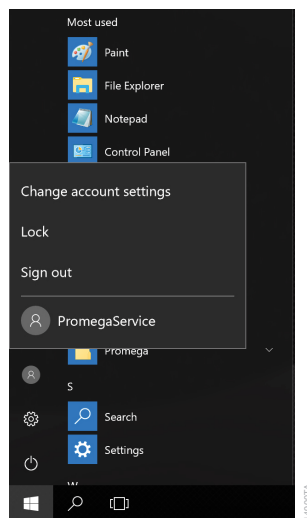 Most used
Paint
File Explorer
Notepad
Control Panel
Change account settings
Lock
Sign out
PromegaService
Promega
S
Search
Settings
W